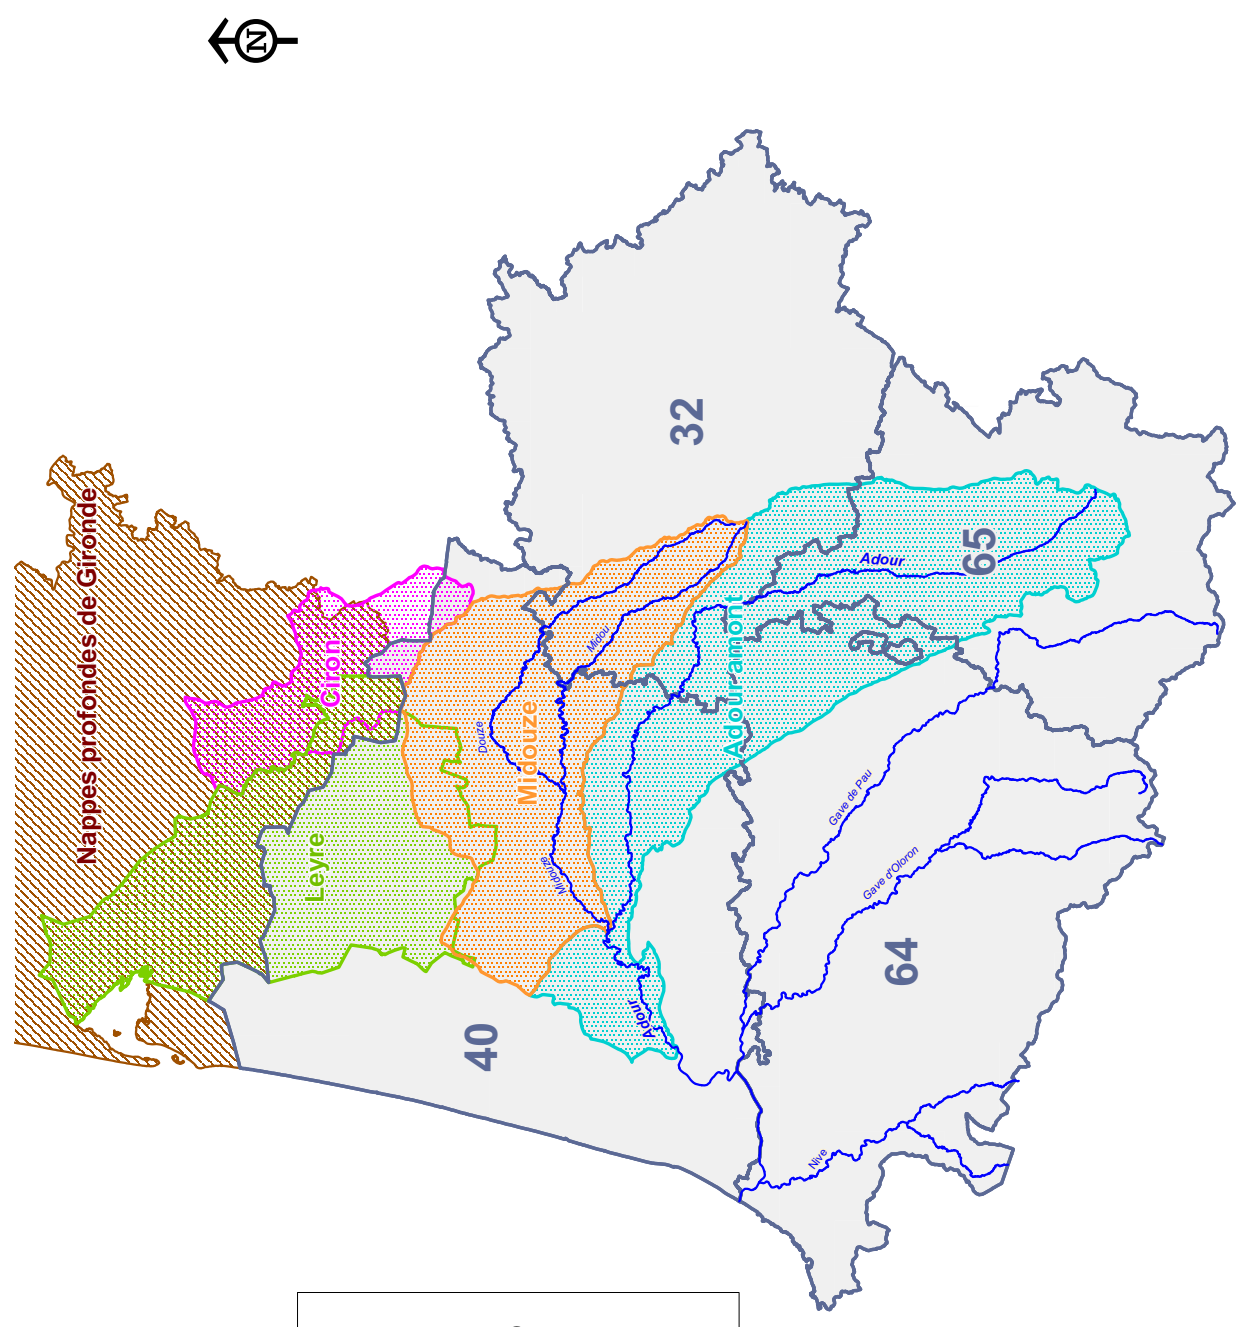 N
Nappes profondes de Gironde
Ciron
Leyre
32
Midou
Douze
Midouze
Midouze
Adour
65
Adour amont
Gave de Pau
Gave d'Oloron
64
Adour
40
Nive